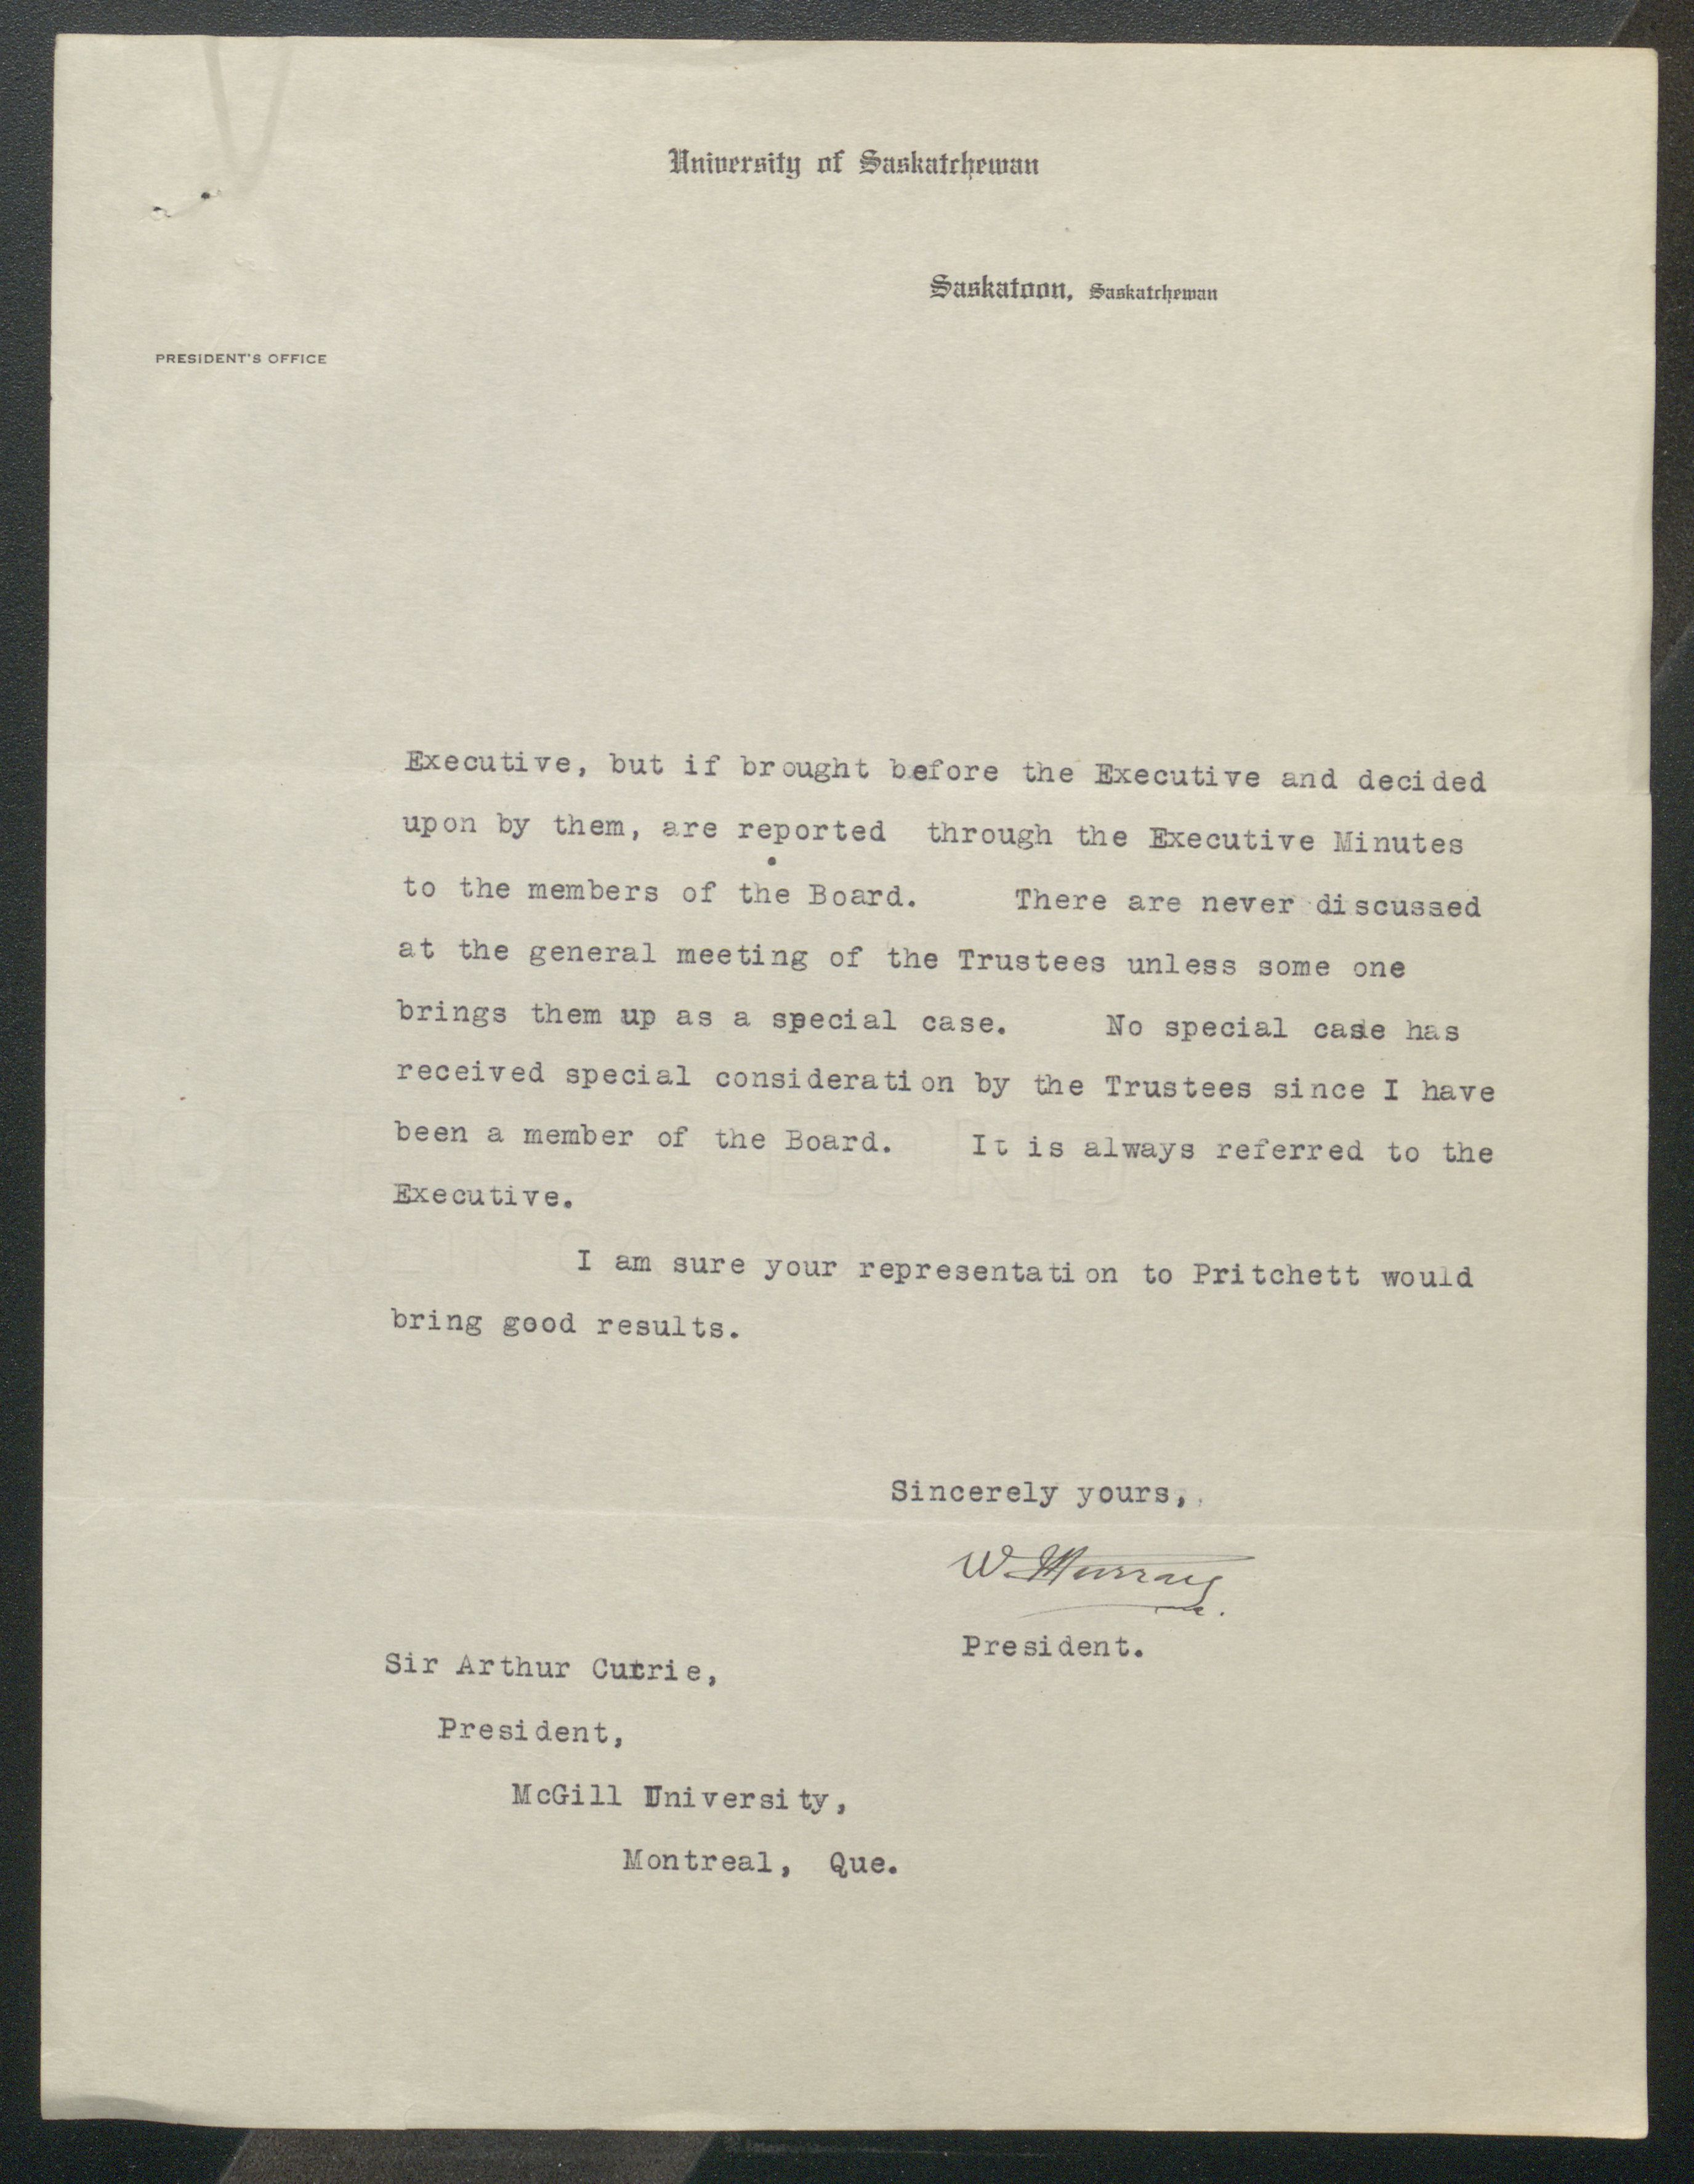 University of Saskatchewan
Saskatoon, Saskatchewan
PRESIDENT'S OFFICE
Executive, but if brought before the Executive and decided
upon by them, are reported through the Executive Minutes
to the members of the Board. There are never discussed
at the general meeting of the Trustees unless some one
brings them up as a special case. No special case has
received special consideration by the Trustees since I have
been a member of the Board. It is always referred to the
Executive.
I am sure your representation to Pritchett would
bring good results.
Sincerely yours,
W. Murray
President.
Sir Arthur Currie,
President,
McGill University,
Montreal, Que.